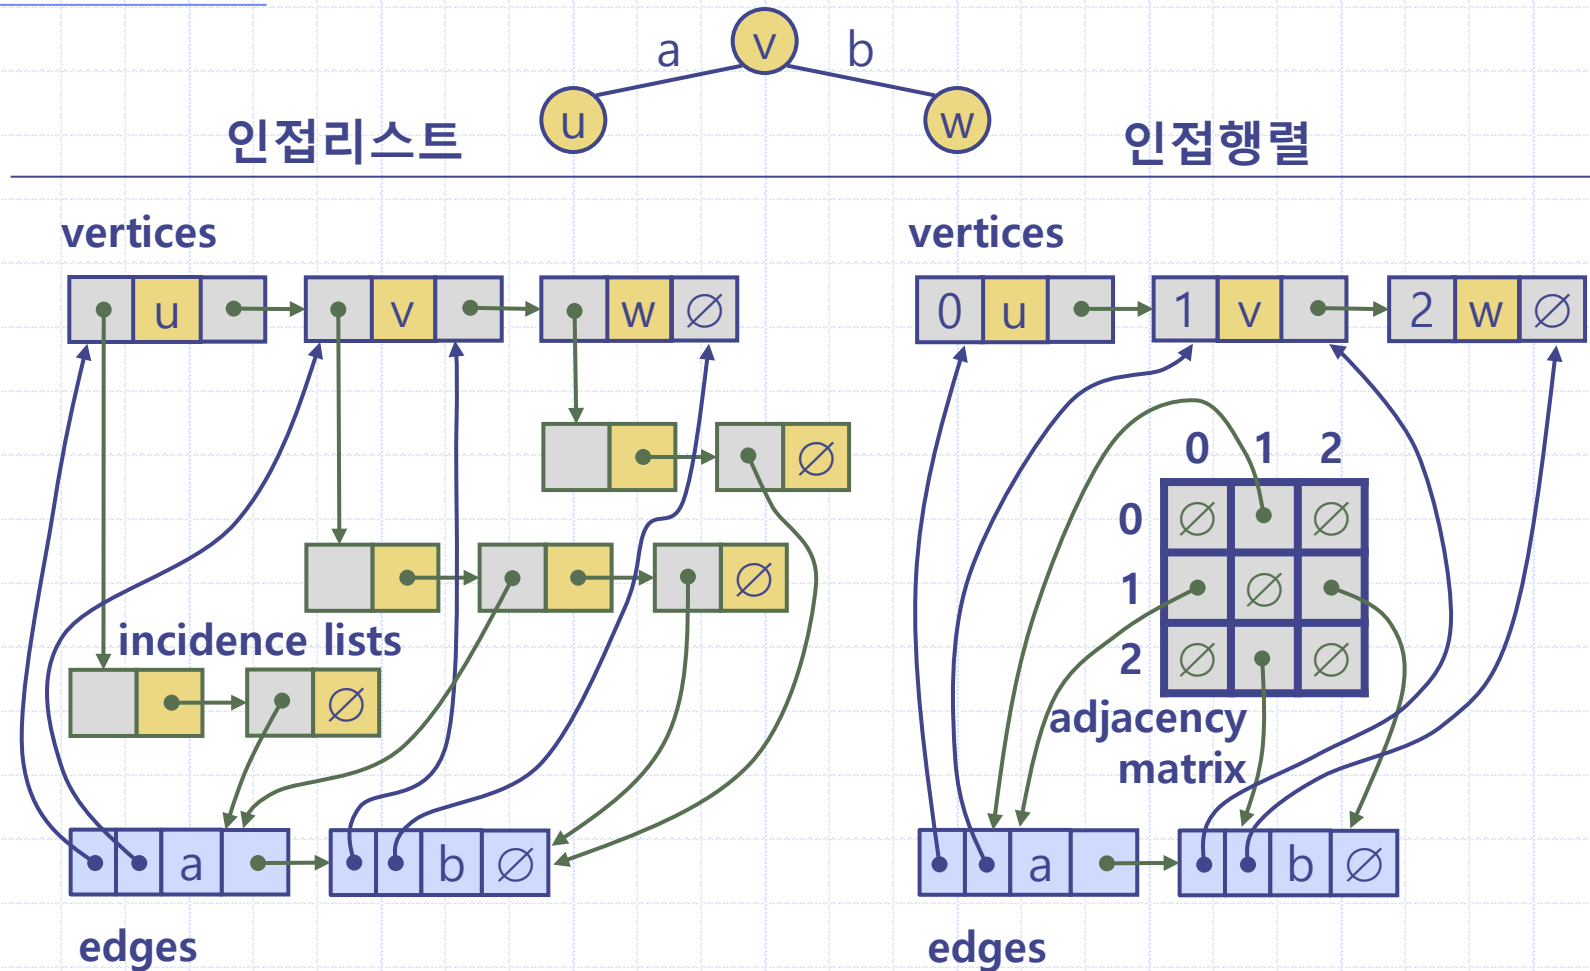 a v b
u w
인접리스트 인접행렬
vertices vertices
u v w ∅ 0 u 1 v 2 w ∅
∅ 0 1 2
0 ∅ ∅
∅ 1 ∅
incidence lists 2 ∅ ∅
∅ adjacency
matrix
a b ∅ a b ∅
edges edges